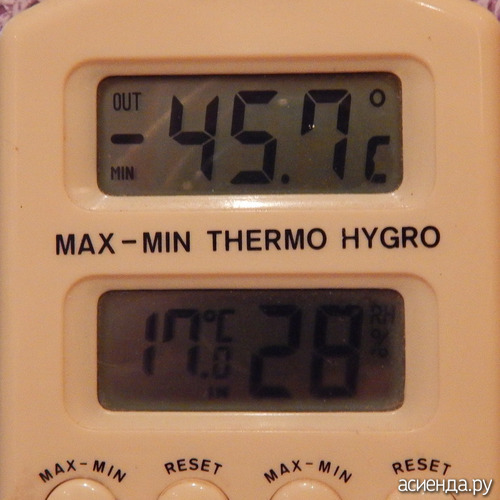 OUT
-45.7°C
MIN
MAX-MIN THERMO HYGRO
17.0°C
IN
28
MAX-MIN RESET MAX-MIN RESET
асиенда.ру